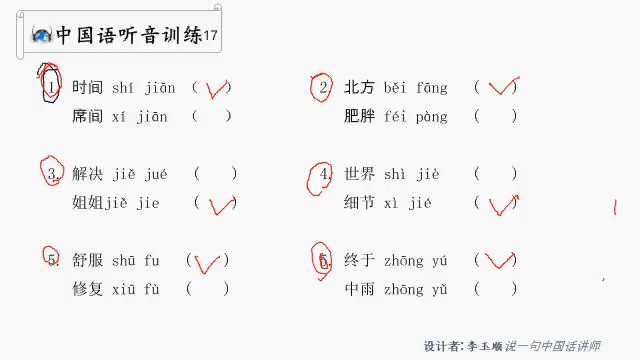 中国语听音训练17
1. 时间 shí jiān ( ✓ )
席间 xí jiān ( )
2. 北方 běi fāng ( ✓ )
肥胖 féi pàng ( )
3. 解决 jiě jué ( )
姐姐jiě jie ( ✓ )
4. 世界 shì jiè ( )
细节 xì jié ( ✓ )
5. 舒服 shū fu ( ✓ )
修复 xiū fù ( )
6. 终于 zhōng yú ( ✓ )
中雨 zhōng yǔ ( )
设计者:李玉顺说一句中国话讲师